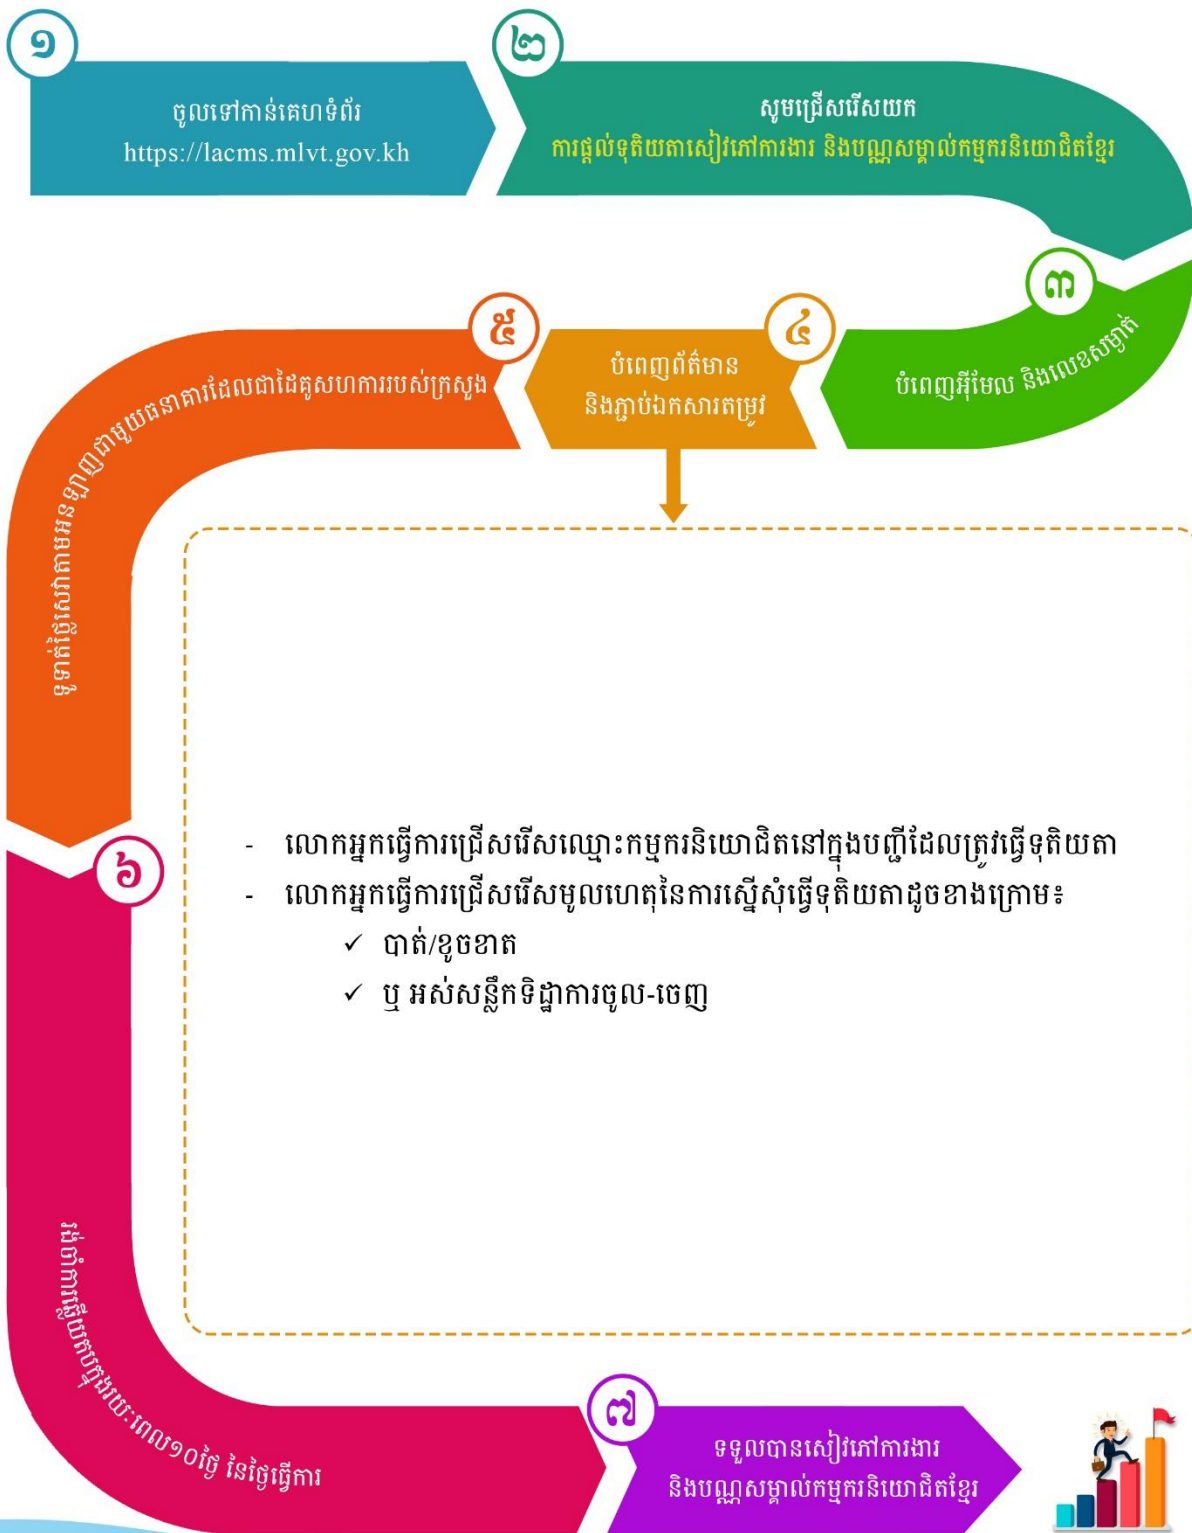 ១
ចូលទៅកាន់គេហទំព័រ
https://lacms.mlvt.gov.kh
២
សូមជ្រើសរើសយក
ការផ្តល់ទុតិយតាសៀវភៅការងារ និងបណ្ណសម្គាល់កម្មករនិយោជិតខ្មែរ
៣
បំពេញអ៊ីមែល និងលេខសម្ងាត់
៤
បំពេញព័ត៌មាន
និងភ្ជាប់ឯកសារតម្រូវ
- លោកអ្នកធ្វើការជ្រើសរើសឈ្មោះកម្មករនិយោជិតនៅក្នុងបញ្ជីដែលត្រូវធ្វើទុតិយតា
- លោកអ្នកធ្វើការជ្រើសរើសមូលហេតុនៃការស្នើសុំធ្វើទុតិយតាដូចខាងក្រោម៖
✓ បាត់/ខូចខាត
✓ ឬ អស់សន្លឹកទិដ្ឋាការចូល-ចេញ
៥
ទូទាត់ថ្លៃសេវាតាមអនឡាញជាមួយធនាគារដែលជាដៃគូសហការរបស់ក្រសួង
៦
រង់ចាំការឆ្លើយតបក្នុងរយៈពេល១០ថ្ងៃ នៃថ្ងៃធ្វើការ
៧
ទទួលបានសៀវភៅការងារ
និងបណ្ណសម្គាល់កម្មករនិយោជិតខ្មែរ